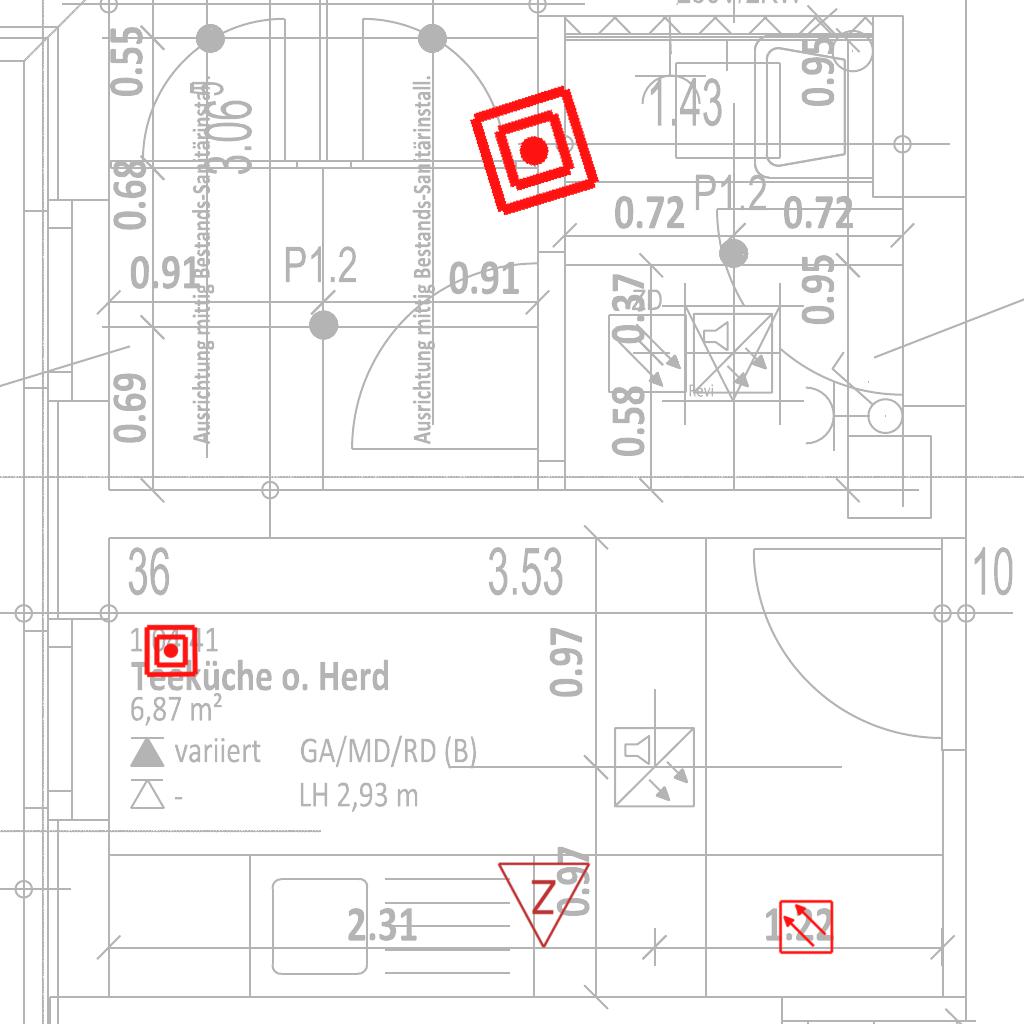 0.55
0.95
1.43
3.06
Ausrichtung mittig Bestands-Sanitärinstall.
Ausrichtung mittig Bestands-Sanitärinstall.
0.68
P1.2
0.72
0.72
P1.2
0.91
0.91
0.37
ZD
0.95
0.69
0.58
Revi
36
3.53
10
0.97
Teeküche o. Herd
6,87 m²
variiert GA/MD/RD (B)
- LH 2,93 m
0.97
Z
2.31
1.22